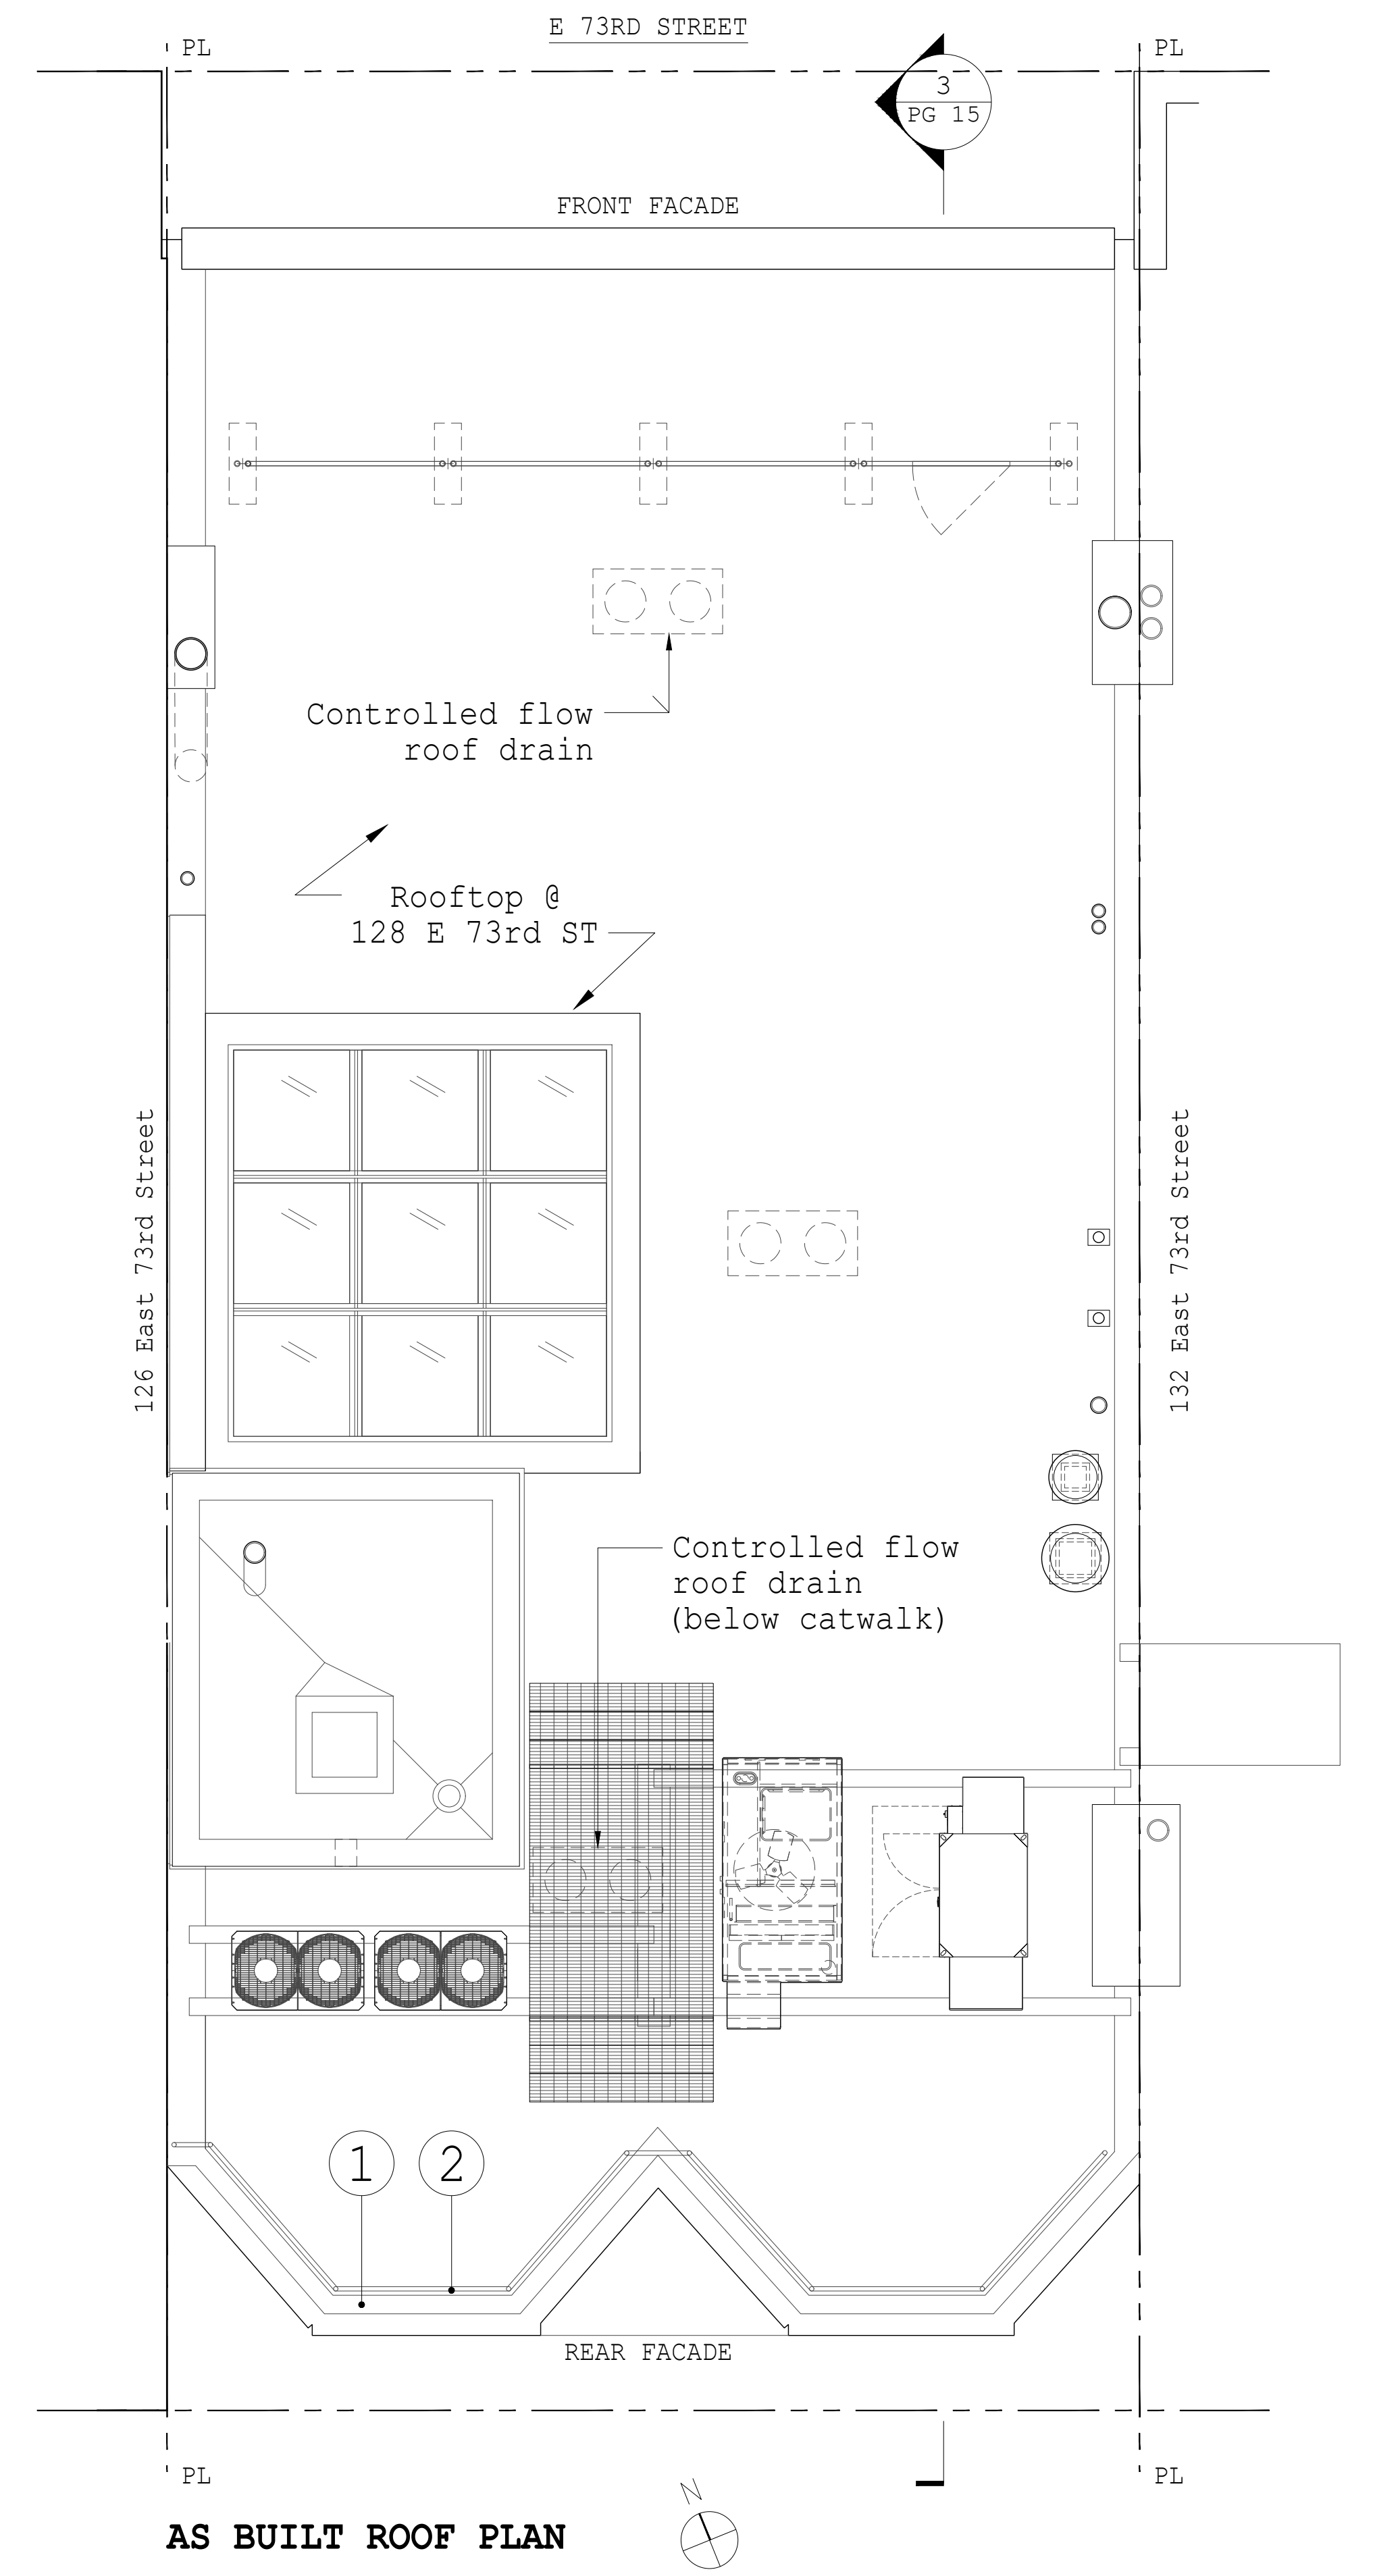 E 73RD STREET
PL
PL
3
PG 15
FRONT FACADE
Controlled flow
roof drain
Rooftop @
128 E 73rd ST
126 East 73rd Street
132 East 73rd Street
Controlled flow
roof drain
(below catwalk)
1
2
REAR FACADE
PL
PL
N
AS BUILT ROOF PLAN